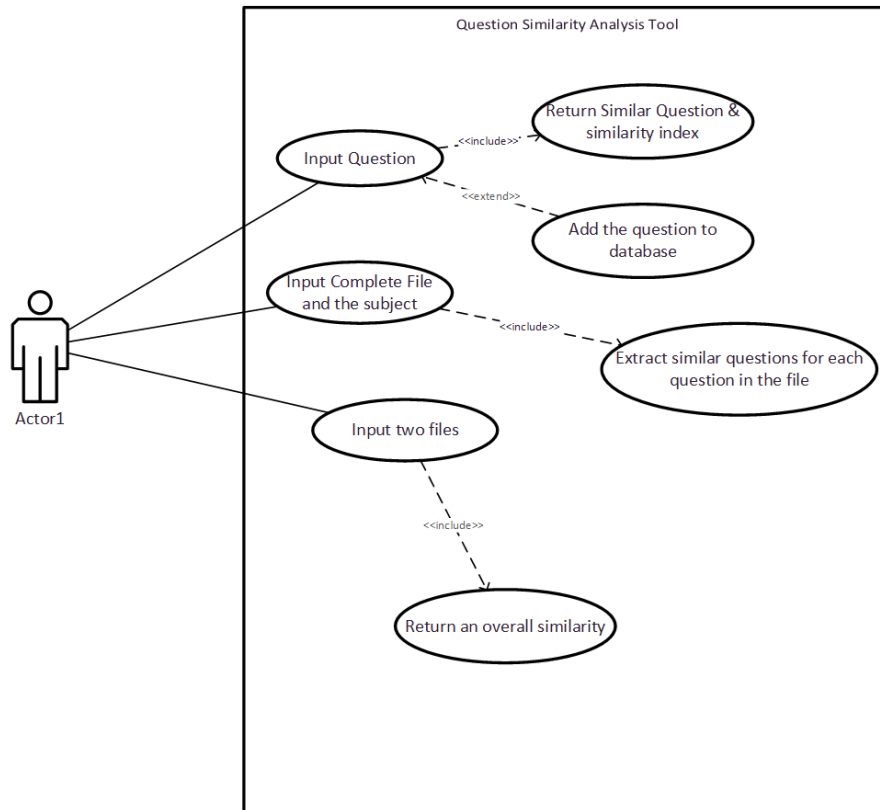 Question Similarity Analysis Tool
Return Similar Question &
similarity index
<<include>>
Input Question
<<extend>>
Add the question to
database
Input Complete File
and the subject
<<include>>
Extract similar questions for each
question in the file
Actor1
Input two files
<<include>>
Return an overall similarity